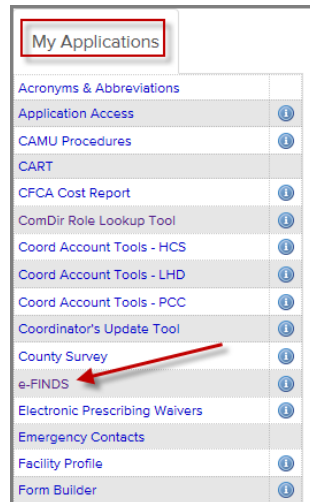 My Applications
Acronyms & Abbreviations
Application Access
CAMU Procedures
CART
CFCA Cost Report
ComDir Role Lookup Tool
Coord Account Tools - HCS
Coord Account Tools - LHD
Coord Account Tools - PCC
Coordinator's Update Tool
County Survey
e-FINDS
Electronic Prescribing Waivers
Emergency Contacts
Facility Profile
Form Builder